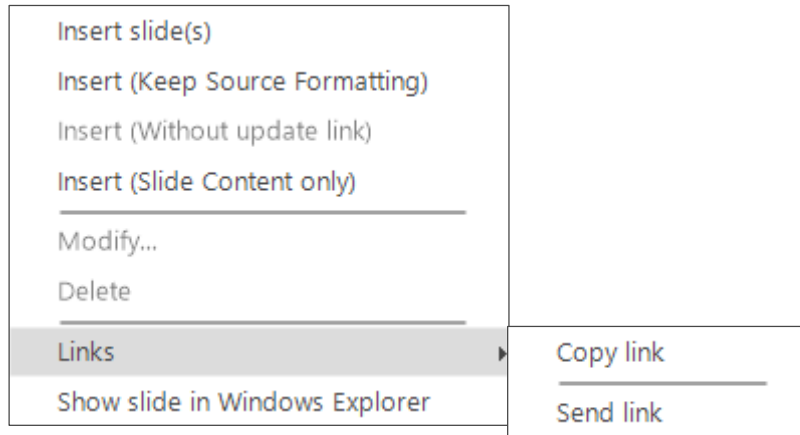 Insert slide(s)
Insert (Keep Source Formatting)
Insert (Without update link)
Insert (Slide Content only)
Modify...
Delete
Links
Show slide in Windows Explorer
Copy link
Send link